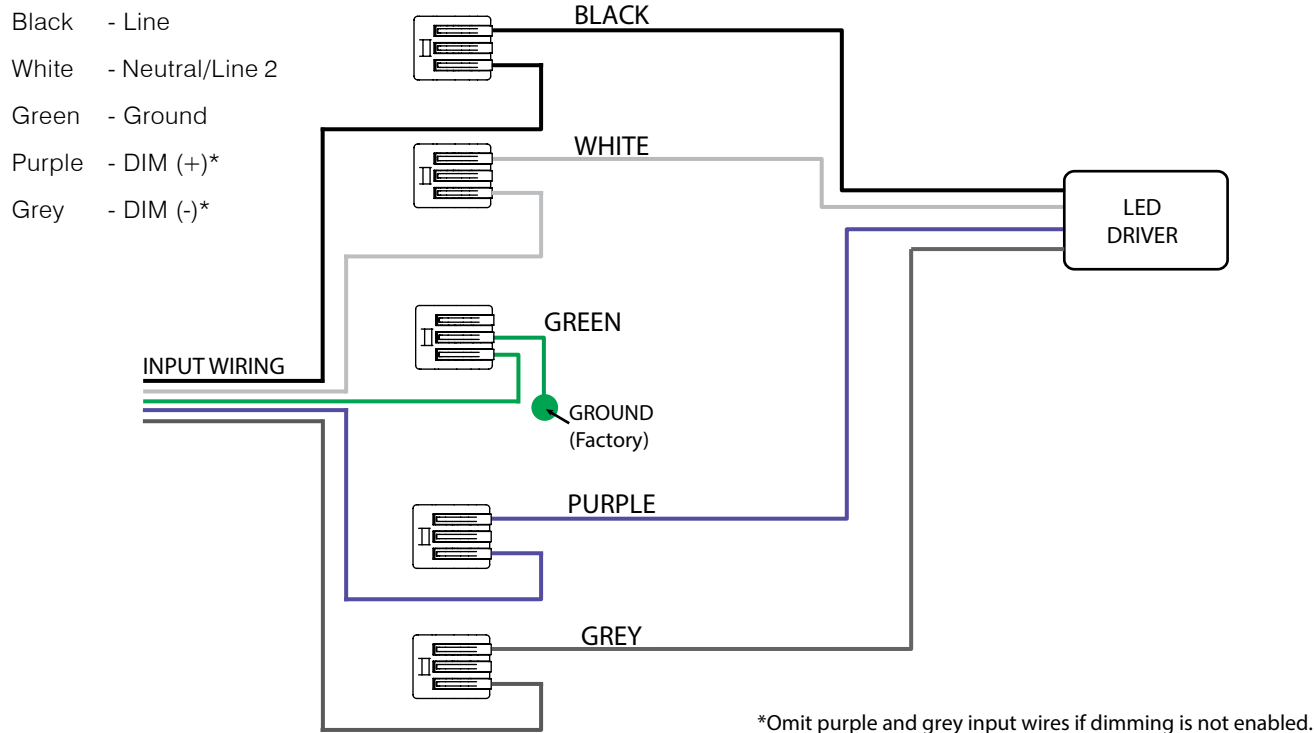 Black - Line
White - Neutral/Line 2
Green - Ground
Purple - DIM (+)*
Grey - DIM (-)*
BLACK
WHITE
LED
DRIVER
GREEN
INPUT WIRING
GROUND
(Factory)
PURPLE
GREY
*Omit purple and grey input wires if dimming is not enabled.